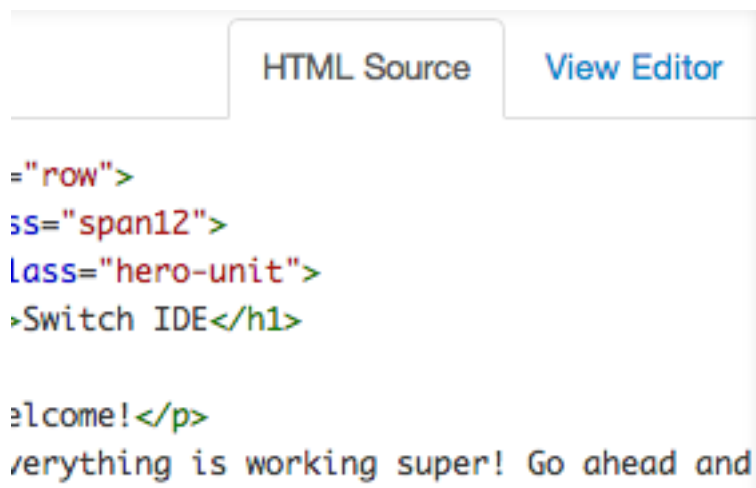 HTML Source View Editor
="row">
ss="span12">
lass="hero-unit">
>Switch IDE</h1>
elcome!</p>
verything is working super! Go ahead and